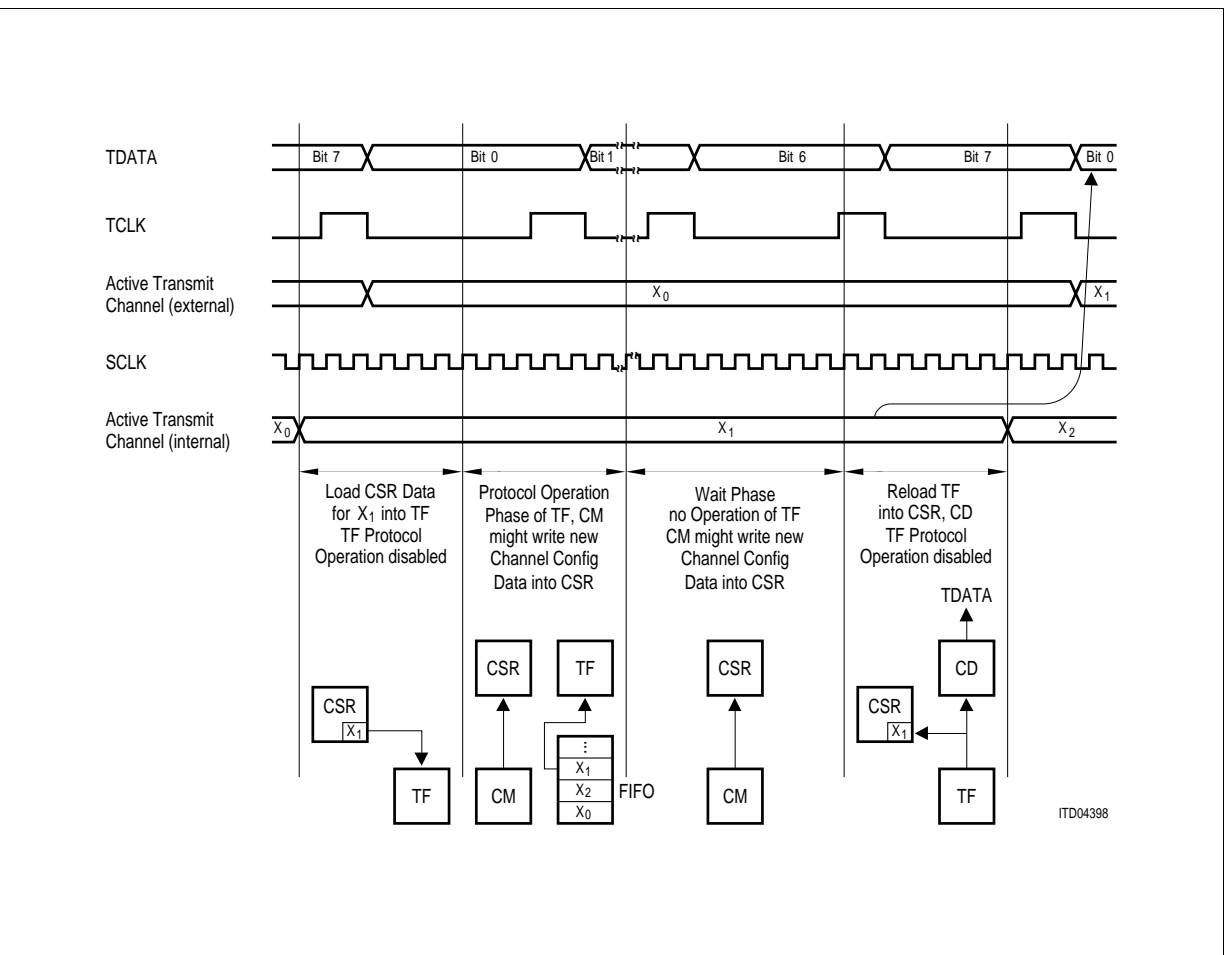 TDATA
Bit 7
Bit 0
Bit 1
Bit 6
Bit 7
Bit 0
TCLK
Active Transmit
Channel (external)
X0
X1
SCLK
Active Transmit
Channel (internal)
X0
X1
X2
Load CSR Data
for X1 into TF
TF Protocol
Operation disabled
Protocol Operation
Phase of TF, CM
might write new
Channel Config
Data into CSR
Wait Phase
no Operation of TF
CM might write new
Channel Config
Data into CSR
Reload TF
into CSR, CD
TF Protocol
Operation disabled
TDATA
CSR
X1
TF
CSR
TF
CM
⋮
X1
X2
X0
FIFO
CSR
CM
CD
CSR
X1
TF
ITD04398